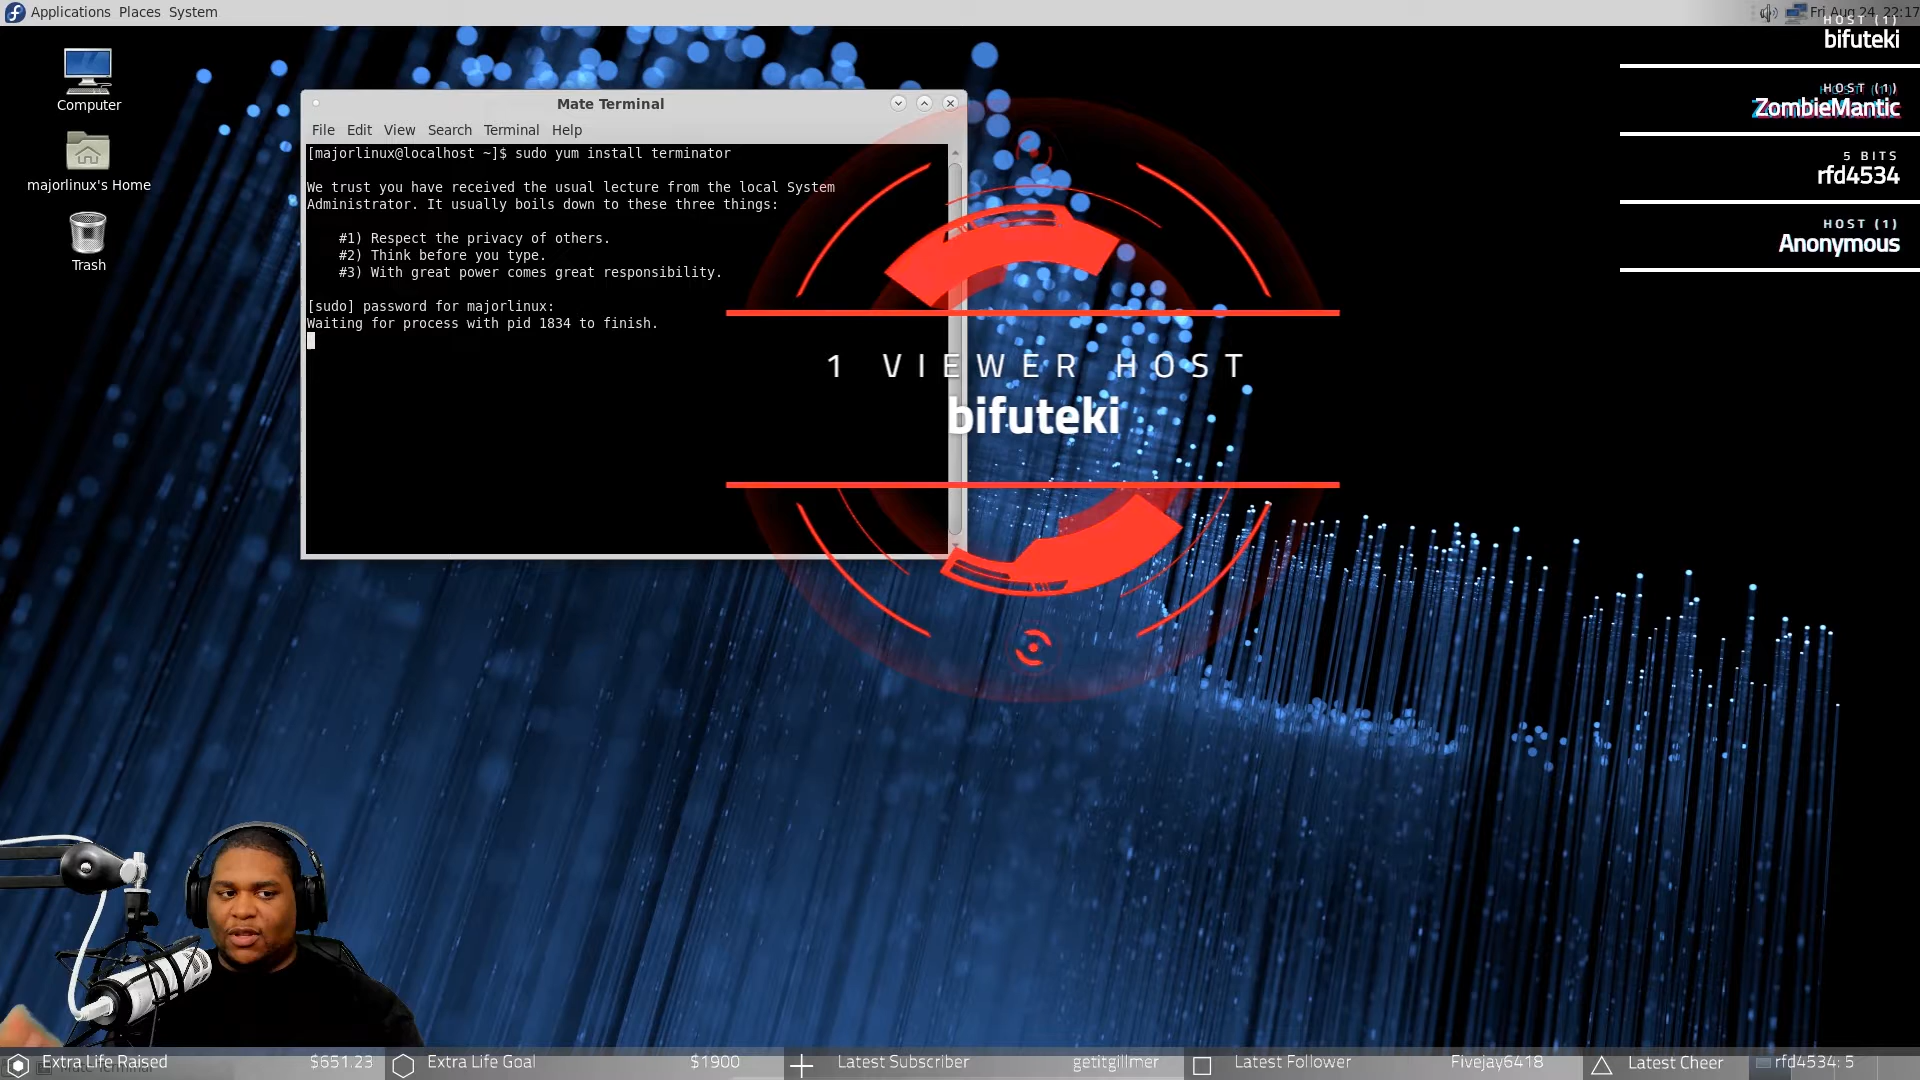 Applications Places System
Fri Aug 24, 22:17
Computer
majorlinux's Home
Trash
Mate Terminal
File Edit View Search Terminal Help
[majorlinux@localhost ~]$ sudo yum install terminator
We trust you have received the usual lecture from the local System
Administrator. It usually boils down to these three things:
#1) Respect the privacy of others.
#2) Think before you type.
#3) With great power comes great responsibility.
[sudo] password for majorlinux:
Waiting for process with pid 1834 to finish.
1 VIEWER HOST
bifuteki
HOST (1)
bifuteki
HOST (1)
ZombieMantic
5 BITS
rfd4534
HOST (1)
Anonymous
Extra Life Raised $651.23
Extra Life Goal $1900
Latest Subscriber getitgillmer
Latest Follower Fivejay6418
Latest Cheer rfd4534: 5
Mate Terminal